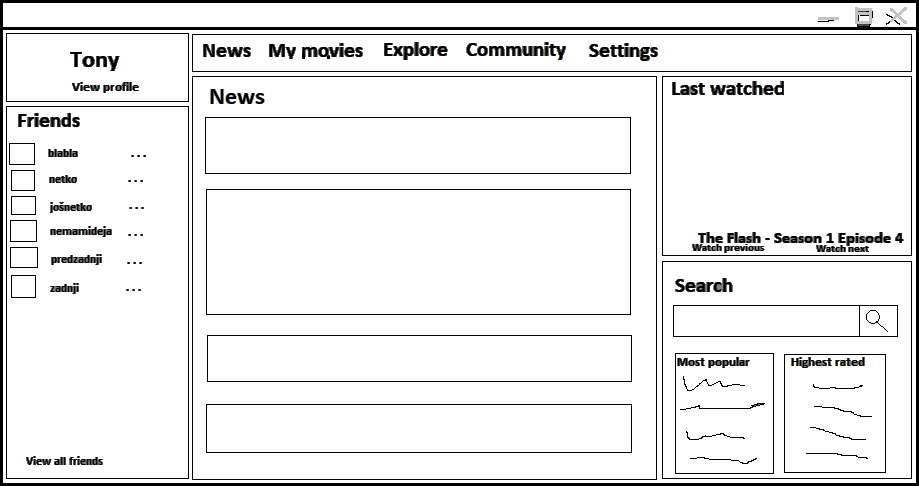 Tony
View profile
News My movies Explore Community Settings
Friends
blabla ...
netko ...
jošnetko ...
nemamideja ...
predzadnji ...
zadnji ...
View all friends
News
Last watched
The Flash - Season 1 Episode 4
Watch previous Watch next
Search
Most popular
Highest rated